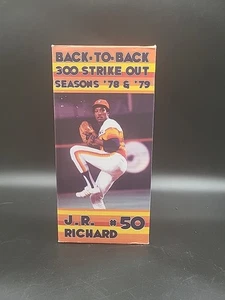 BACK-TO-BACK
300 STRIKE OUT
SEASONS '78 & '79
J.R. #50
RICHARD